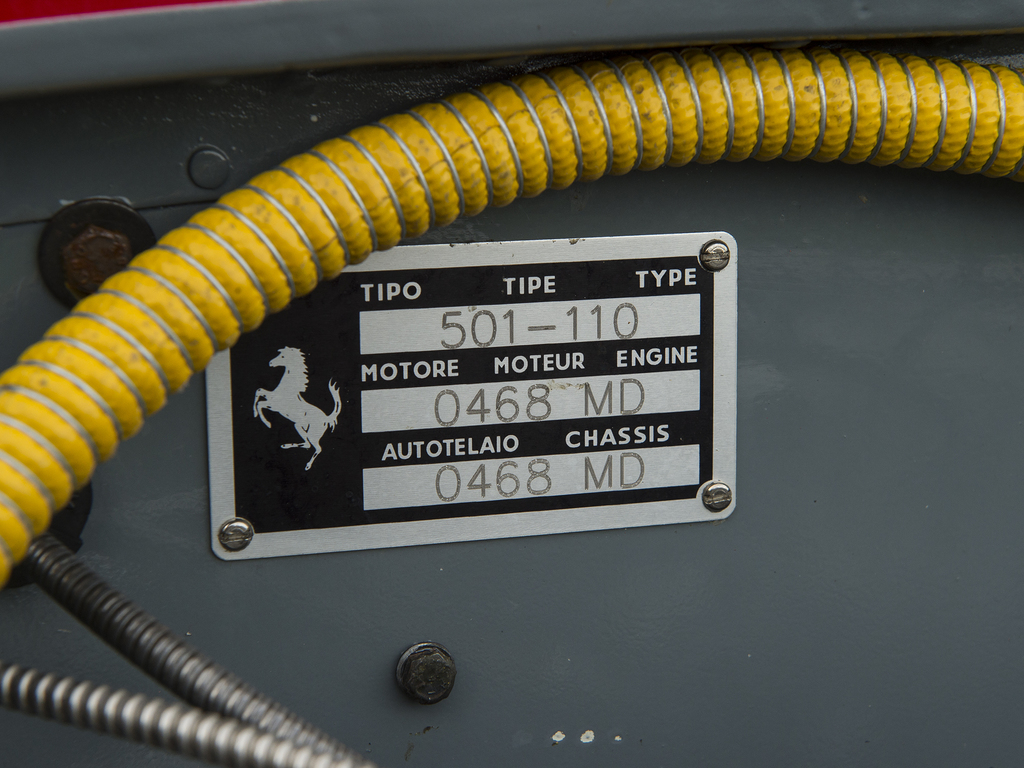 TIPO TIPE TYPE
501-110
MOTORE MOTEUR ENGINE
0468 MD
AUTOTELAIO CHASSIS
0468 MD